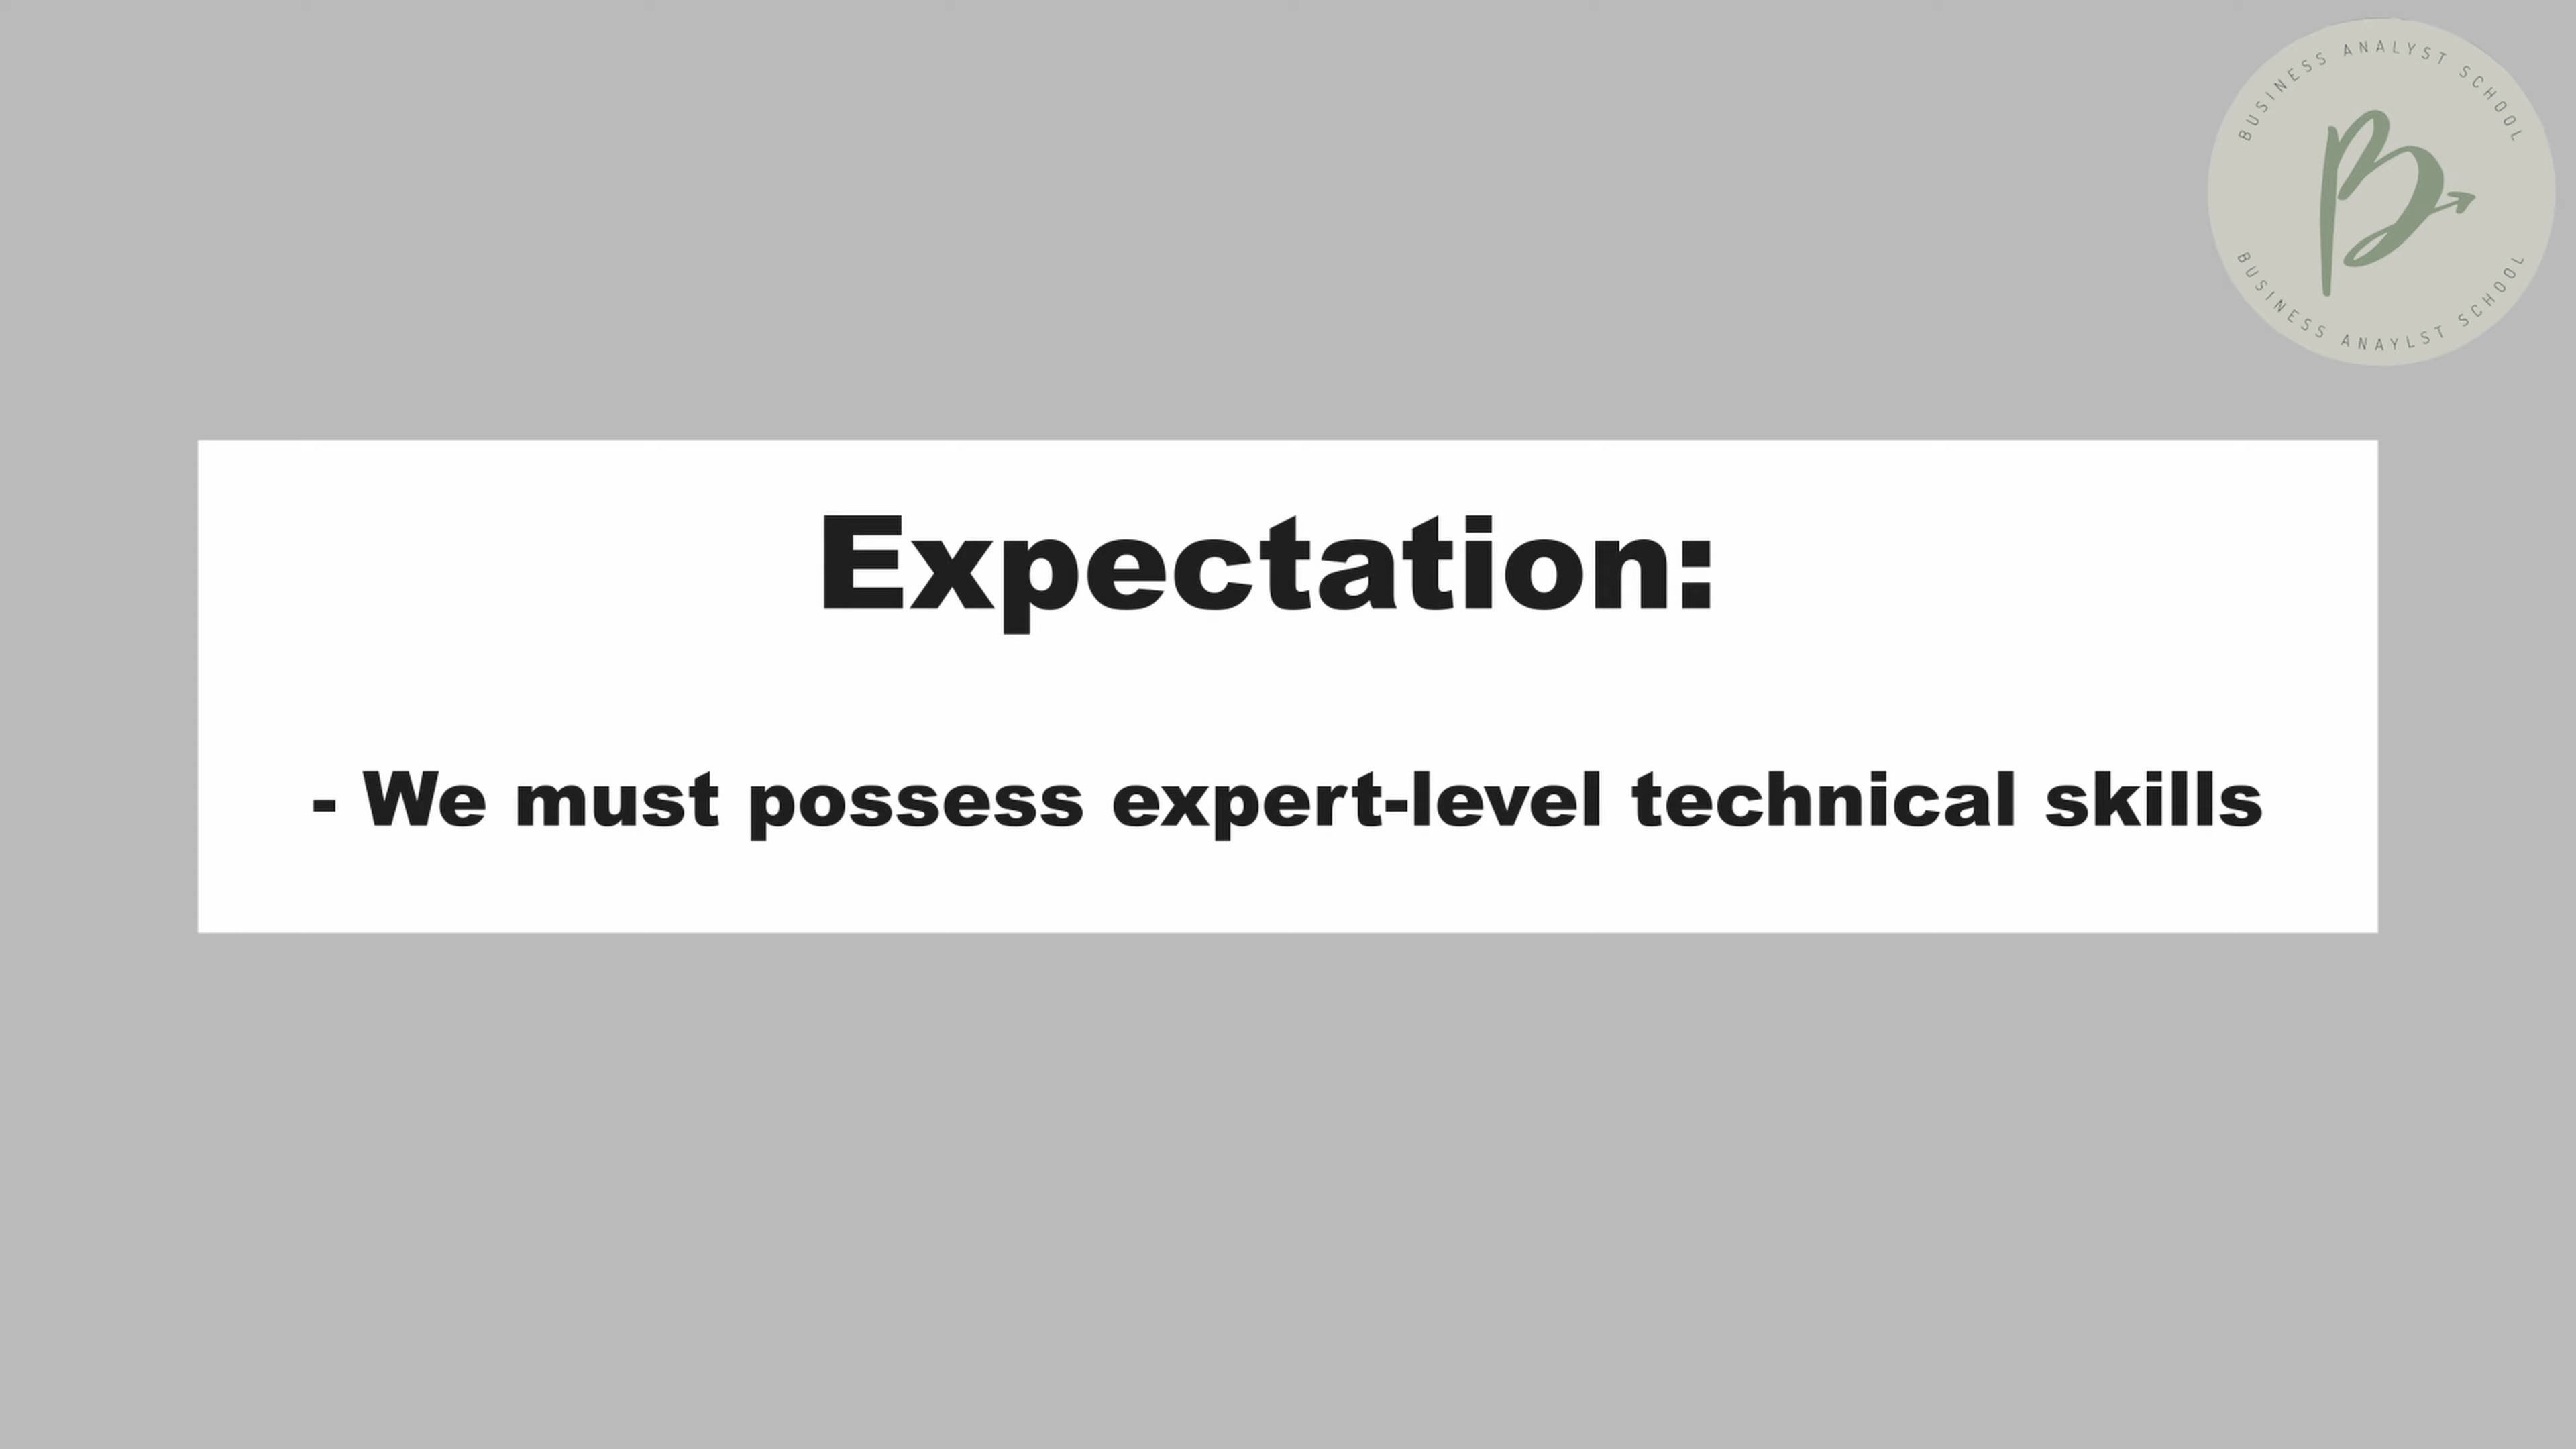 BUSINESS ANALYST SCHOOL
B
BUSINESS ANAYLST SCHOOL
Expectation:
- We must possess expert-level technical skills